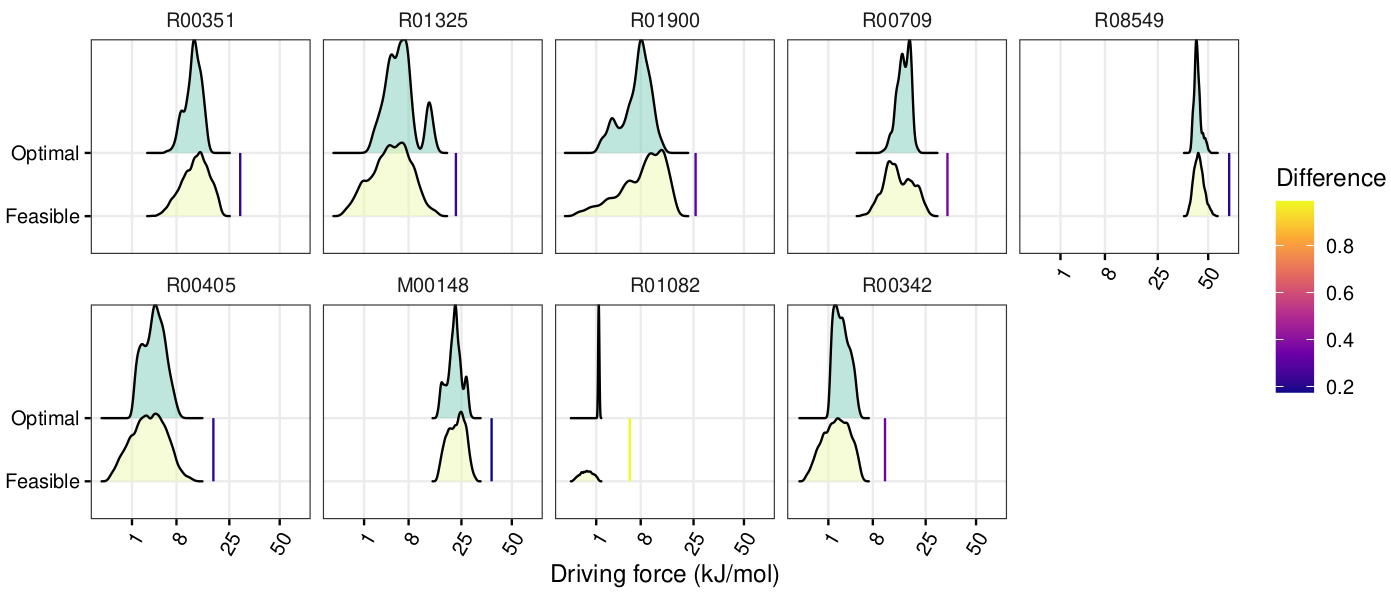 R00351 R01325 R01900 R00709 R08549
Optimal
Feasible
1 8 25 50
R00405 M00148 R01082 R00342
Optimal
Feasible
1 8 25 50 1 8 25 50 1 8 25 50 1 8 25 50
Driving force (kJ/mol)
Difference
0.8
0.6
0.4
0.2